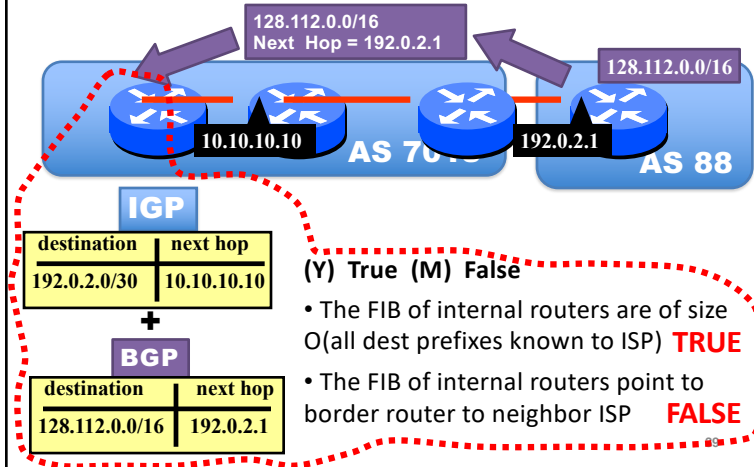 128.112.0.0/16
Next Hop = 192.0.2.1
128.112.0.0/16
10.10.10.10
AS
192.0.2.1
AS 88
IGP
destination next hop
192.0.2.0/30 10.10.10.10
+
BGP
destination next hop
128.112.0.0/16 192.0.2.1
(Y) True (M) False
• The FIB of internal routers are of size
O(all dest prefixes known to ISP) TRUE
• The FIB of internal routers point to
border router to neighbor ISP FALSE